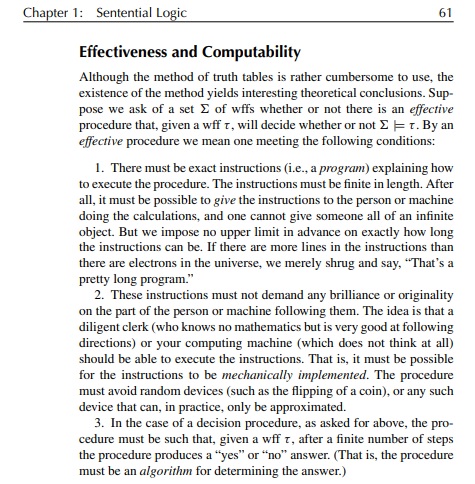 Chapter 1: Sentential Logic 61
Effectiveness and Computability
Although the method of truth tables is rather cumbersome to use, the
existence of the method yields interesting theoretical conclusions. Sup-
pose we ask of a set Σ of wffs whether or not there is an effective
procedure that, given a wff τ, will decide whether or not Σ ⊨ τ. By an
effective procedure we mean one meeting the following conditions:
1. There must be exact instructions (i.e., a program) explaining how
to execute the procedure. The instructions must be finite in length. After
all, it must be possible to give the instructions to the person or machine
doing the calculations, and one cannot give someone all of an infinite
object. But we impose no upper limit in advance on exactly how long
the instructions can be. If there are more lines in the instructions than
there are electrons in the universe, we merely shrug and say, “That’s a
pretty long program.”
2. These instructions must not demand any brilliance or originality
on the part of the person or machine following them. The idea is that a
diligent clerk (who knows no mathematics but is very good at following
directions) or your computing machine (which does not think at all)
should be able to execute the instructions. That is, it must be possible
for the instructions to be mechanically implemented. The procedure
must avoid random devices (such as the flipping of a coin), or any such
device that can, in practice, only be approximated.
3. In the case of a decision procedure, as asked for above, the pro-
cedure must be such that, given a wff τ, after a finite number of steps
the procedure produces a “yes” or “no” answer. (That is, the procedure
must be an algorithm for determining the answer.)